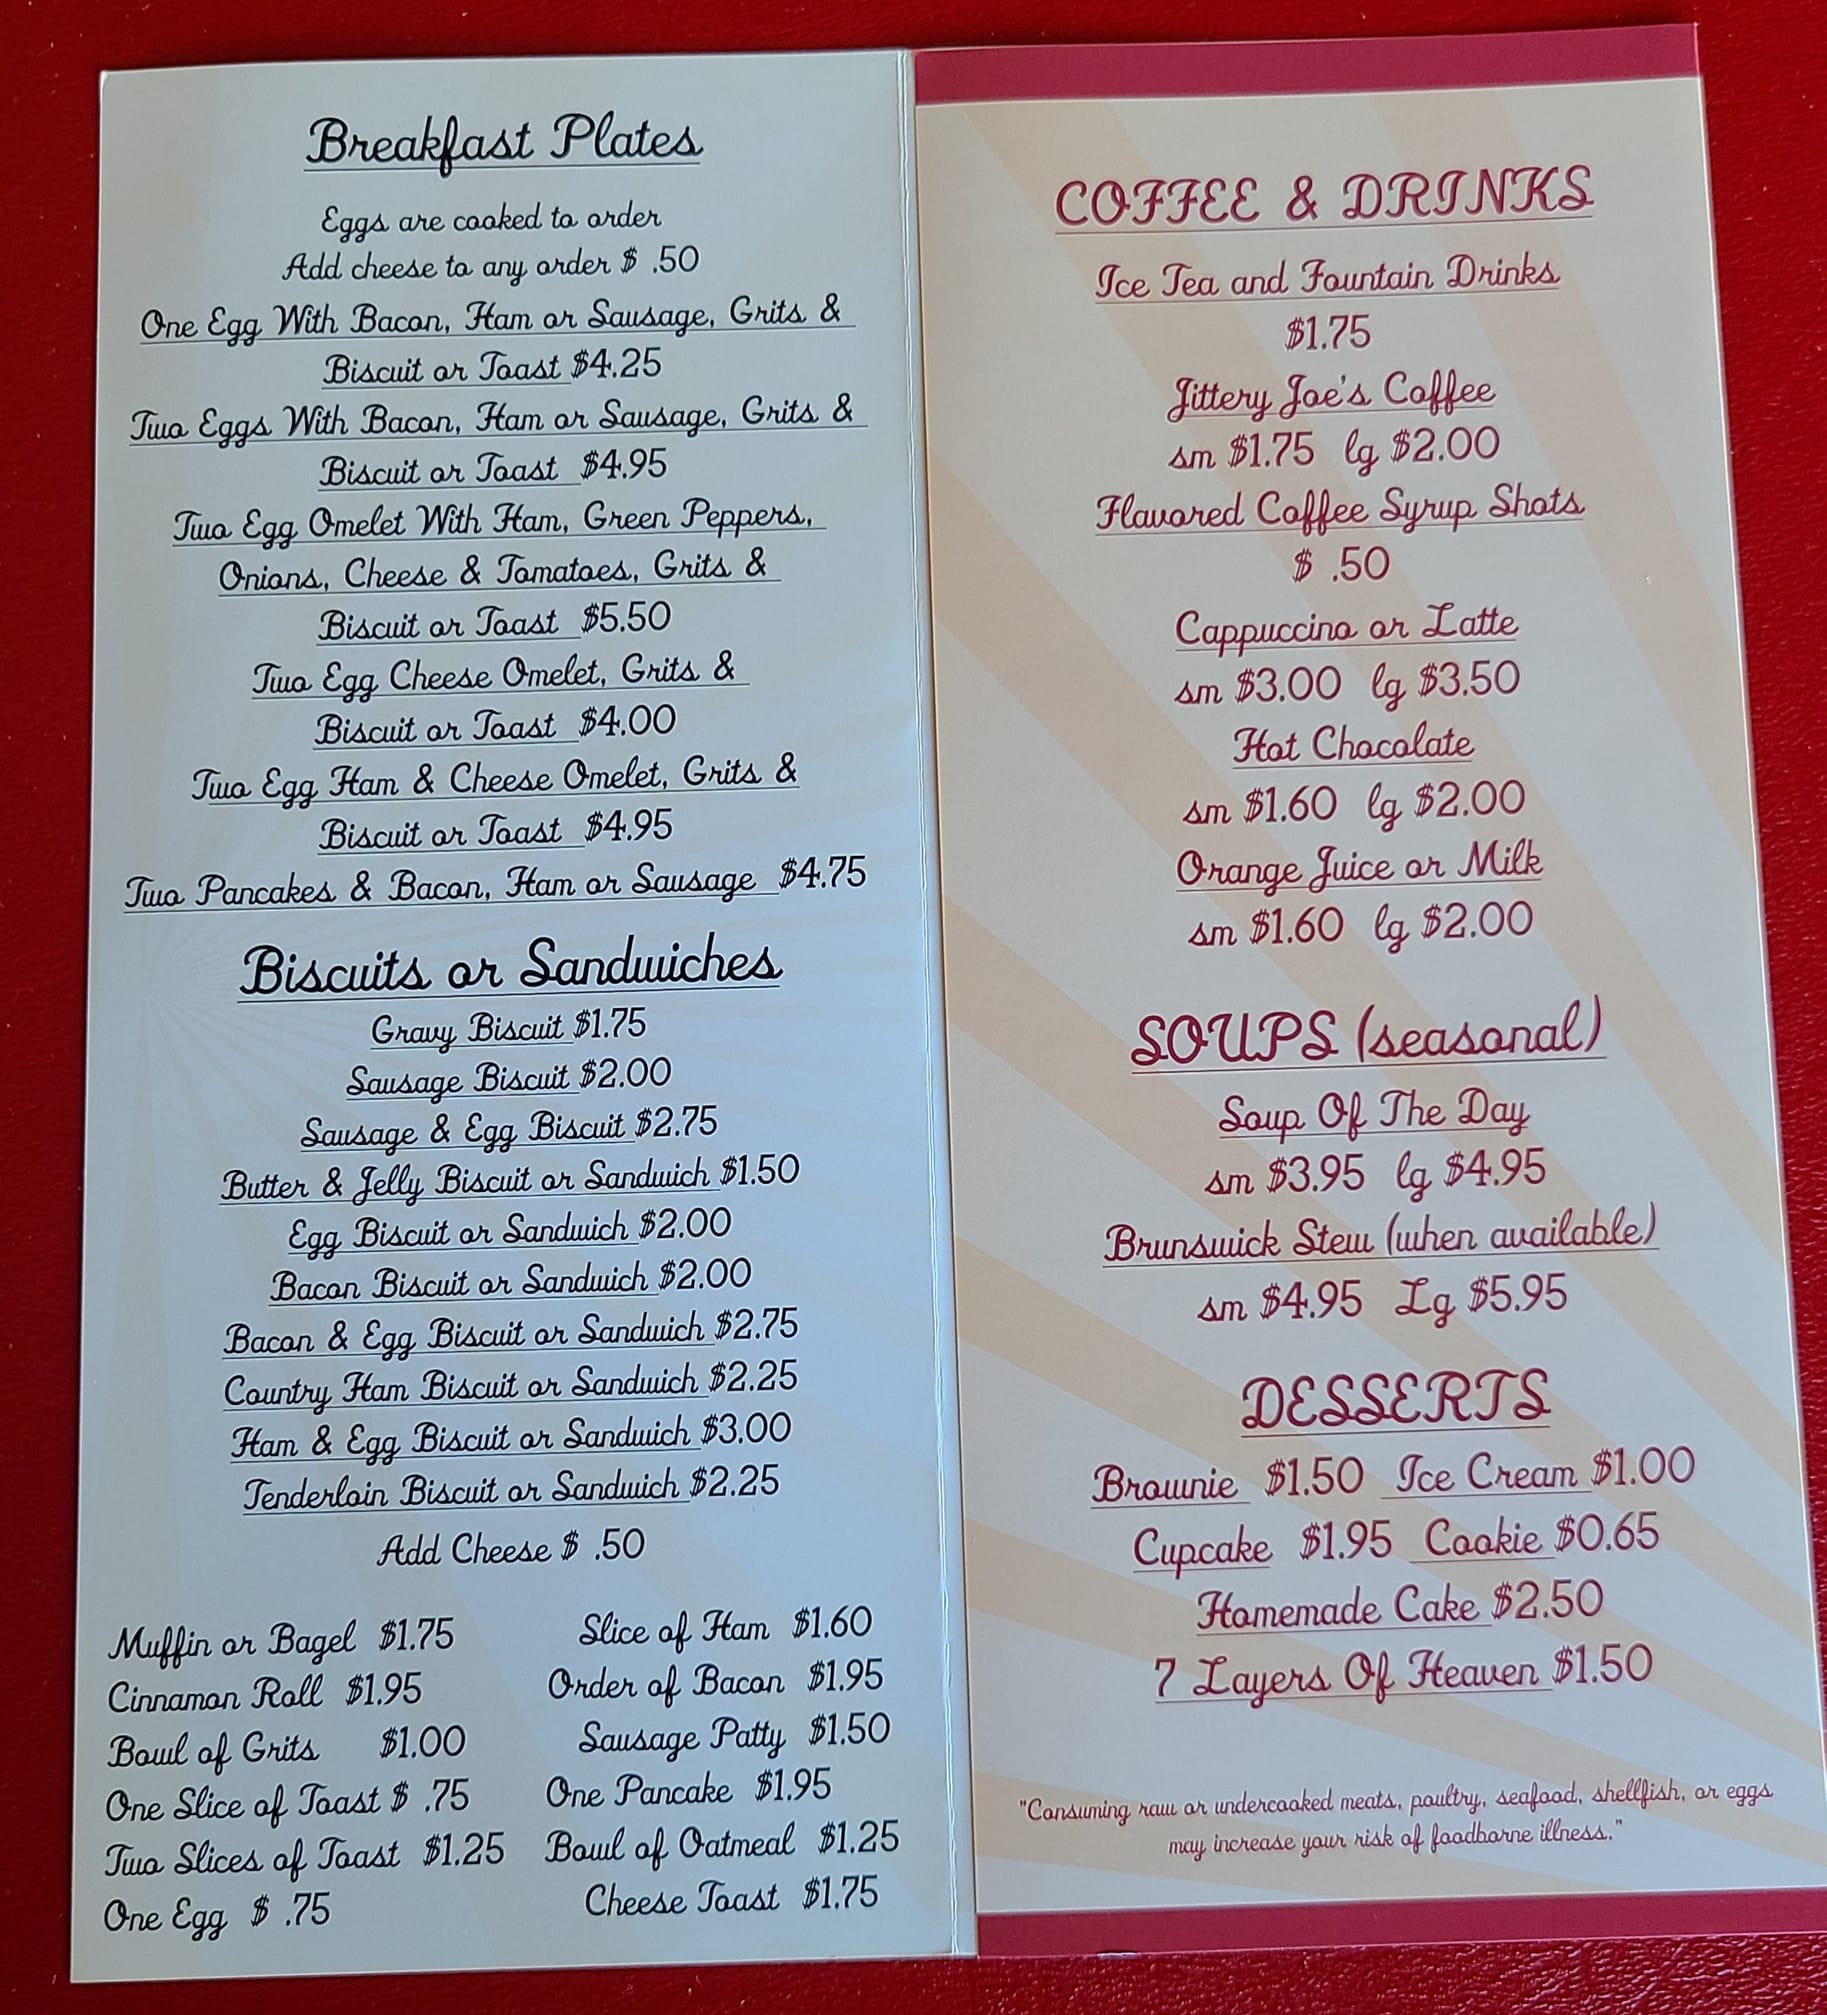 Breakfast Plates
Eggs are cooked to order
Add cheese to any order $ .50
One Egg With Bacon, Ham or Sausage, Grits &
Biscuit or Toast $4.25
Two Eggs With Bacon, Ham or Sausage, Grits &
Biscuit or Toast $4.95
Two Egg Omelet With Ham, Green Peppers,
Onions, Cheese & Tomatoes, Grits &
Biscuit or Toast $5.50
Two Egg Cheese Omelet, Grits &
Biscuit or Toast $4.00
Two Egg Ham & Cheese Omelet, Grits &
Biscuit or Toast $4.95
Two Pancakes & Bacon, Ham or Sausage $4.75
Biscuits or Sandwiches
Gravy Biscuit $1.75
Sausage Biscuit $2.00
Sausage & Egg Biscuit $2.75
Butter & Jelly Biscuit or Sandwich $1.50
Egg Biscuit or Sandwich $2.00
Bacon Biscuit or Sandwich $2.00
Bacon & Egg Biscuit or Sandwich $2.75
Country Ham Biscuit or Sandwich $2.25
Ham & Egg Biscuit or Sandwich $3.00
Tenderloin Biscuit or Sandwich $2.25
Add Cheese $ .50
Muffin or Bagel $1.75
Cinnamon Roll $1.95
Bowl of Grits $1.00
One Slice of Toast $ .75
Two Slices of Toast $1.25
One Egg $ .75
Slice of Ham $1.60
Order of Bacon $1.95
Sausage Patty $1.50
One Pancake $1.95
Bowl of Oatmeal $1.25
Cheese Toast $1.75
COFFEE & DRINKS
Ice Tea and Fountain Drinks
$1.75
Jittery Joe's Coffee
sm $1.75 lg $2.00
Flavored Coffee Syrup Shots
$ .50
Cappuccino or Latte
sm $3.00 lg $3.50
Hot Chocolate
sm $1.60 lg $2.00
Orange Juice or Milk
sm $1.60 lg $2.00
SOUPS (seasonal)
Soup Of The Day
sm $3.95 lg $4.95
Brunswick Stew (when available)
sm $4.95 Lg $5.95
DESSERTS
Brownie $1.50 Ice Cream $1.00
Cupcake $1.95 Cookie $0.65
Homemade Cake $2.50
7 Layers Of Heaven $1.50
"Consuming raw or undercooked meats, poultry, seafood, shellfish, or eggs
may increase your risk of foodborne illness."